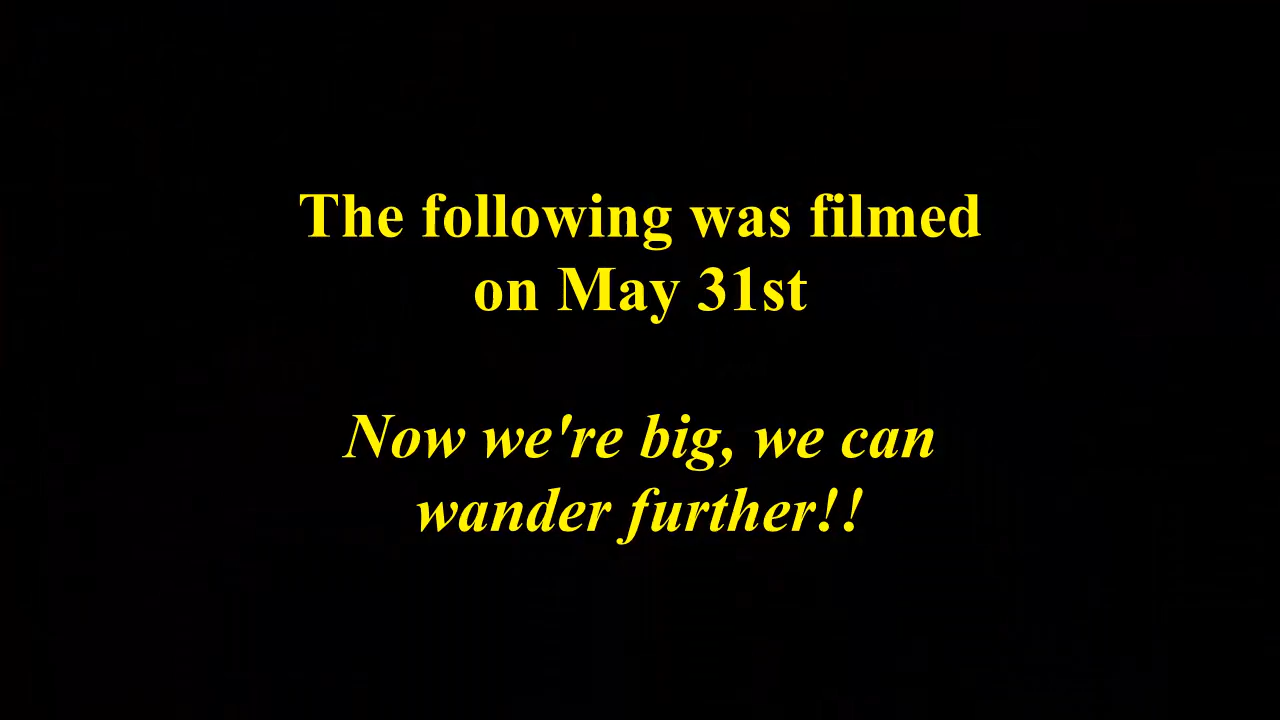 The following was filmed
on May 31st
Now we're big, we can
wander further!!